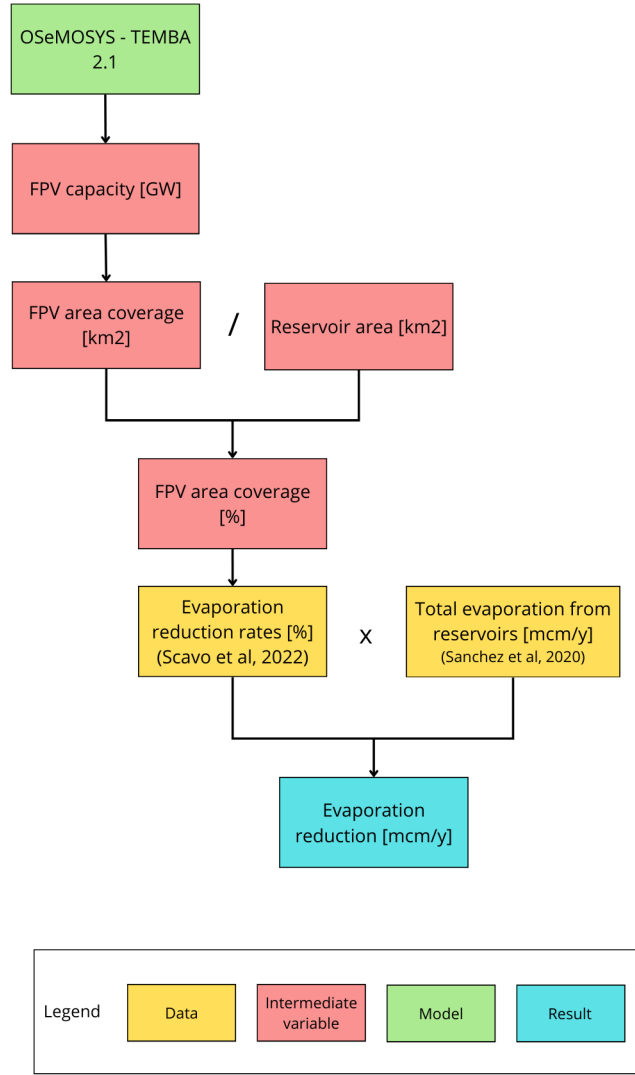 OSeMOSYS - TEMBA
2.1
FPV capacity [GW]
FPV area coverage
[km2]
/
Reservoir area [km2]
FPV area coverage
[%]
Evaporation
reduction rates [%]
(Scavo et al, 2022)
x
Total evaporation from
reservoirs [mcm/y]
(Sanchez et al, 2020)
Evaporation
reduction [mcm/y]
Legend
Data
Intermediate
variable
Model
Result